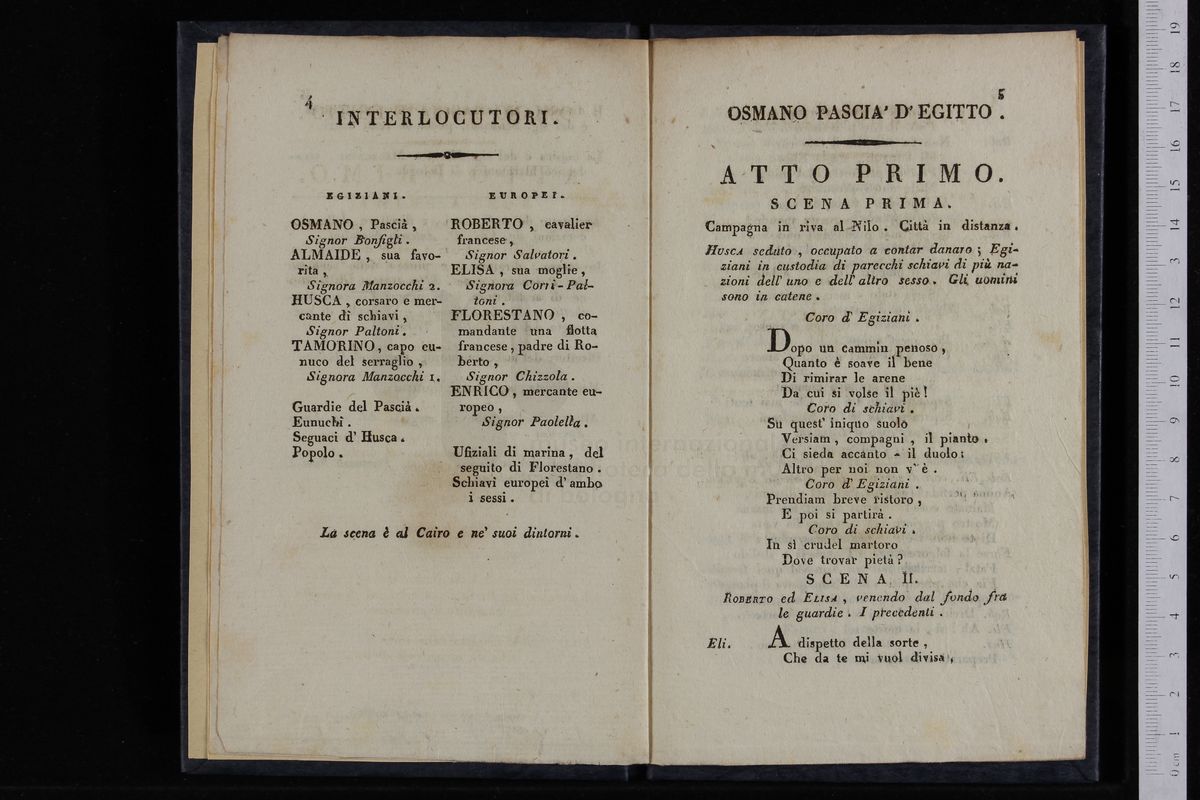 4
INTERLOCUTORI.
EGIZIANI.
OSMANO , Pascià ,
Signor Bonfigli .
ALMAIDE , sua favo-
rita ,
Signora Manzocchi 2.
HUSCA , corsaro e mer-
cante di schiavi ,
Signor Paltoni .
TAMORINO, capo eu-
nuco del serraglio ,
Signora Manzocchi 1.
Guardie del Pascià .
Eunuchi .
Seguaci d' Husca .
Popolo .
EUROPEI.
ROBERTO , cavalier
francese ,
Signor Salvatori .
ELISA , sua moglie ,
Signora Corri-Pal-
toni .
FLORESTANO , co-
mandante una flotta
francese, padre di Ro-
berto ,
Signor Chizzola .
ENRICO, mercante eu-
ropeo ,
Signor Paolella .
Ufiziali di marina , del
seguito di Florestano .
Schiavi europei d' ambo
i sessi .
La scena è al Cairo e ne' suoi dintorni .
5
OSMANO PASCIA' D' EGITTO .
ATTO PRIMO.
SCENA PRIMA.
Campagna in riva al Nilo . Città in distanza .
HUSCA seduto , occupato a contar danaro ; Egi-
ziani in custodia di parecchi schiavi di più na-
zioni dell' uno e dell' altro sesso . Gli uomini
sono in catene .
Coro d' Egiziani .
Dopo un cammin penoso ,
Quanto è soave il bene
Di rimirar le arene
Da cui si volse il piè !
Coro di schiavi .
Su quest' iniquo suolo
Versiam , compagni , il pianto .
Ci sieda accanto - il duolo :
Altro per noi non v' è .
Coro d' Egiziani .
Prendiam breve ristoro ,
E poi si partirà .
Coro di schiavi .
In sì crudel martoro
Dove trovar pietà ?
SCENA II.
ROBERTO ed ELISA , venendo dal fondo fra
le guardie . I precedenti .
Eli. A dispetto della sorte ,
Che da te mi vuol divisa ,